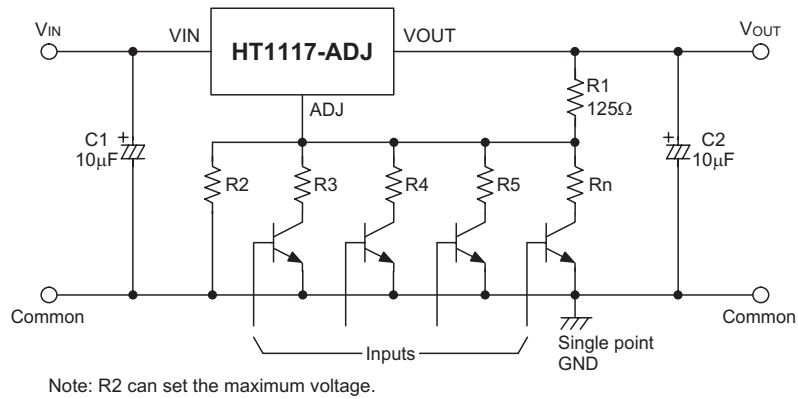 VIN
VIN
HT1117-ADJ
VOUT
VOUT
ADJ
R1
125Ω
C1 +
10μF
R2
R3
R4
R5
Rn
+ C2
10μF
Common
Common
Inputs
Single point
GND
Note: R2 can set the maximum voltage.